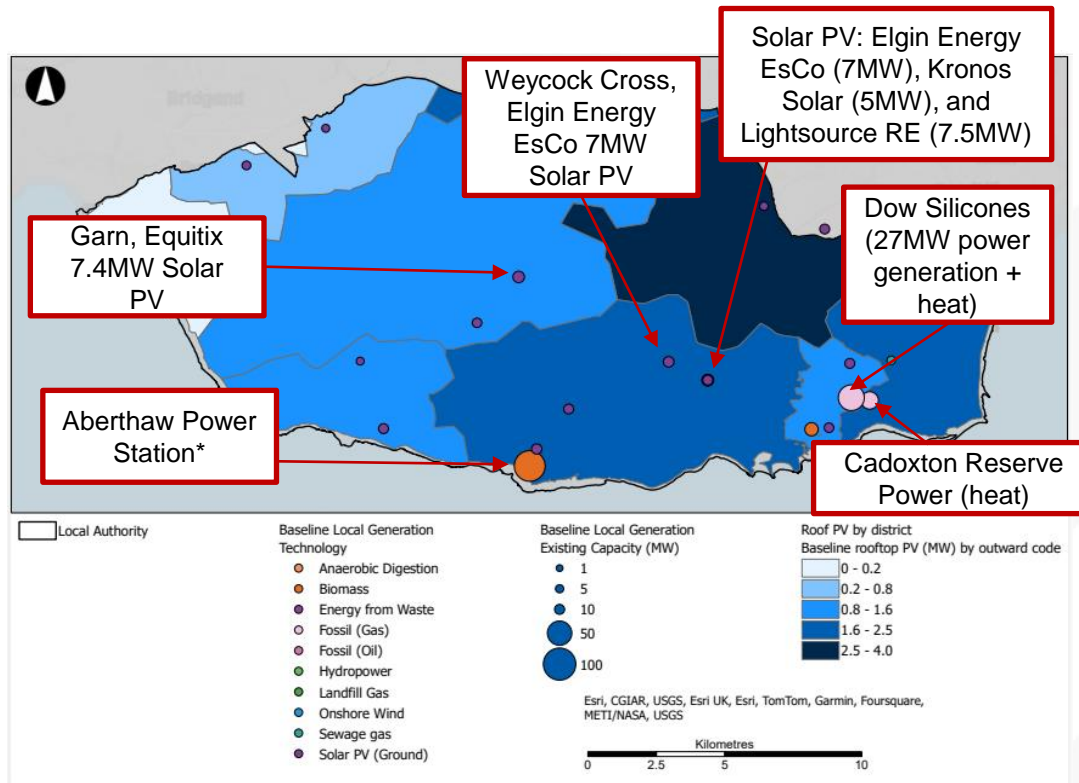 Solar PV: Elgin Energy
EsCo (7MW), Kronos
Solar (5MW), and
Lightsource RE (7.5MW)
Weycock Cross,
Elgin Energy
EsCo 7MW
Solar PV
Bridgend
Dow Silicones
(27MW power
generation +
heat)
Garn, Equitix
7.4MW Solar
PV
Aberthaw Power
Station*
Cadoxton Reserve
Power (heat)
Local Authority
Baseline Local Generation
Technology
Anaerobic Digestion
Biomass
Energy from Waste
Fossil (Gas)
Fossil (Oil)
Hydropower
Landfill Gas
Onshore Wind
Sewage gas
Solar PV (Ground)
Baseline Local Generation
Existing Capacity (MW)
1
5
10
50
100
Roof PV by district
Baseline rooftop PV (MW) by outward code
0 - 0.2
0.2 - 0.8
0.8 - 1.6
1.6 - 2.5
2.5 - 4.0
Esri, CGIAR, USGS, Esri UK, Esri, TomTom, Garmin, Foursquare,
METI/NASA, USGS
Kilometres
0 2.5 5 10